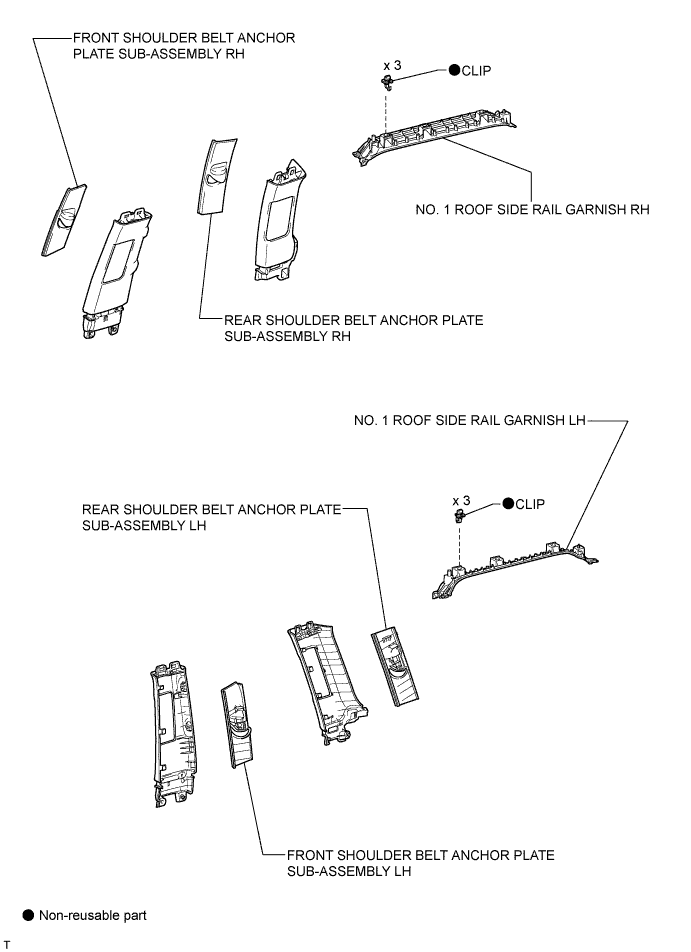 FRONT SHOULDER BELT ANCHOR
PLATE SUB-ASSEMBLY RH
x 3
●CLIP
NO. 1 ROOF SIDE RAIL GARNISH RH
REAR SHOULDER BELT ANCHOR PLATE
SUB-ASSEMBLY RH
NO. 1 ROOF SIDE RAIL GARNISH LH
x 3
●CLIP
REAR SHOULDER BELT ANCHOR PLATE
SUB-ASSEMBLY LH
FRONT SHOULDER BELT ANCHOR PLATE
SUB-ASSEMBLY LH
● Non-reusable part
T